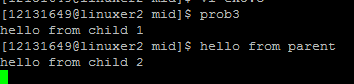 [12131649@linuxer2 mid]$ prob3
hello from child 1
[12131649@linuxer2 mid]$ hello from parent
hello from child 2